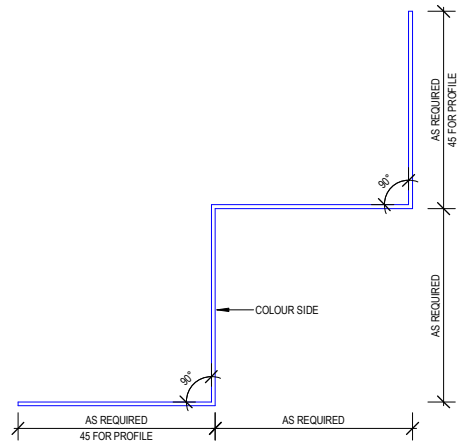 AS REQUIRED
45 FOR PROFILE
90°
AS REQUIRED
COLOUR SIDE
90°
AS REQUIRED
45 FOR PROFILE
AS REQUIRED